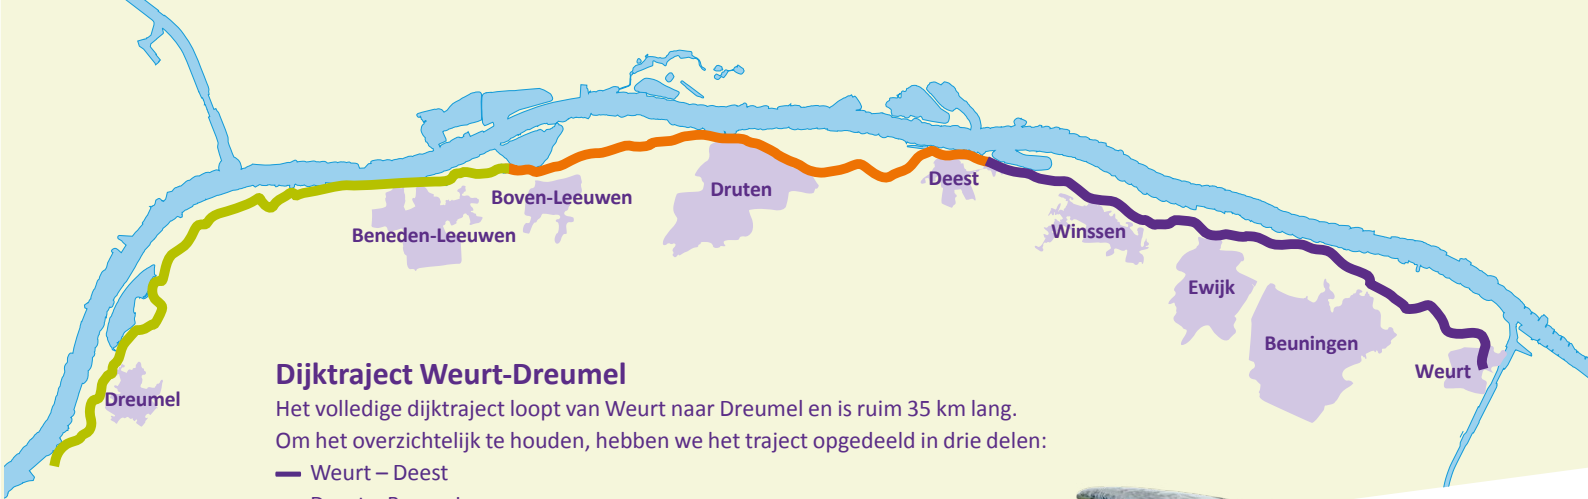 Druten
Deest
Boven-Leeuwen
Beneden-Leeuwen
Winssen
Ewijk
Beuningen
Weurt
Dreumel
Dijktraject Weurt-Dreumel
Het volledige dijktraject loopt van Weurt naar Dreumel en is ruim 35 km lang.
Om het overzichtelijk te houden, hebben we het traject opgedeeld in drie delen:
Weurt – Deest